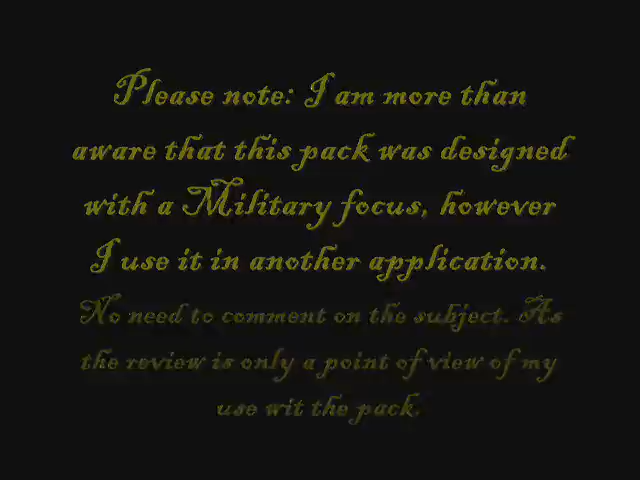 Please note: I am more than
aware that this pack was designed
with a Military focus, however
I use it in another application.
No need to comment on the subject. As
the review is only a point of view of my
use wit the pack.